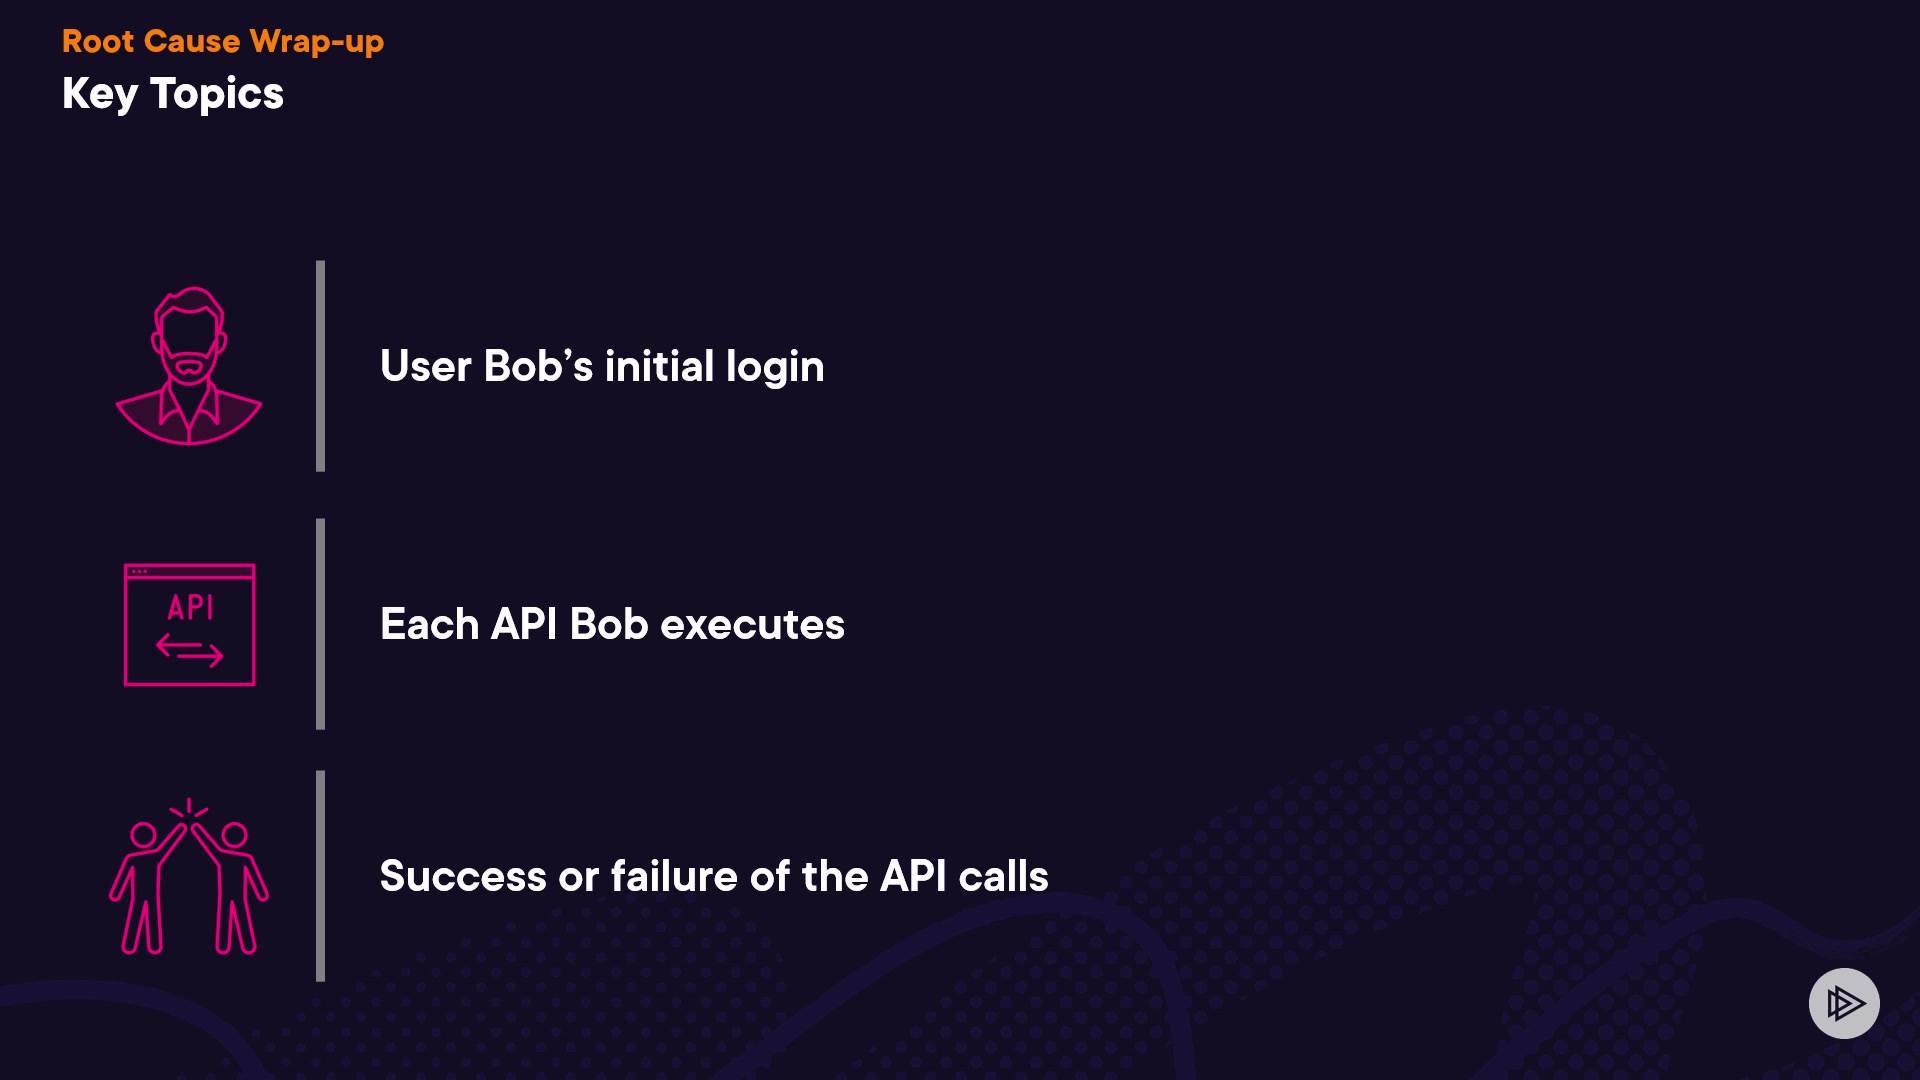 Root Cause Wrap-up
Key Topics
User Bob’s initial login
API
Each API Bob executes
Success or failure of the API calls